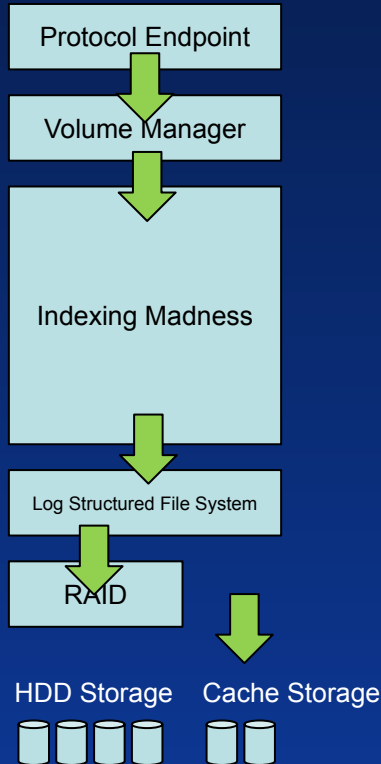 Protocol Endpoint
Volume Manager
Indexing Madness
Log Structured File System
RAID
HDD Storage
Cache Storage